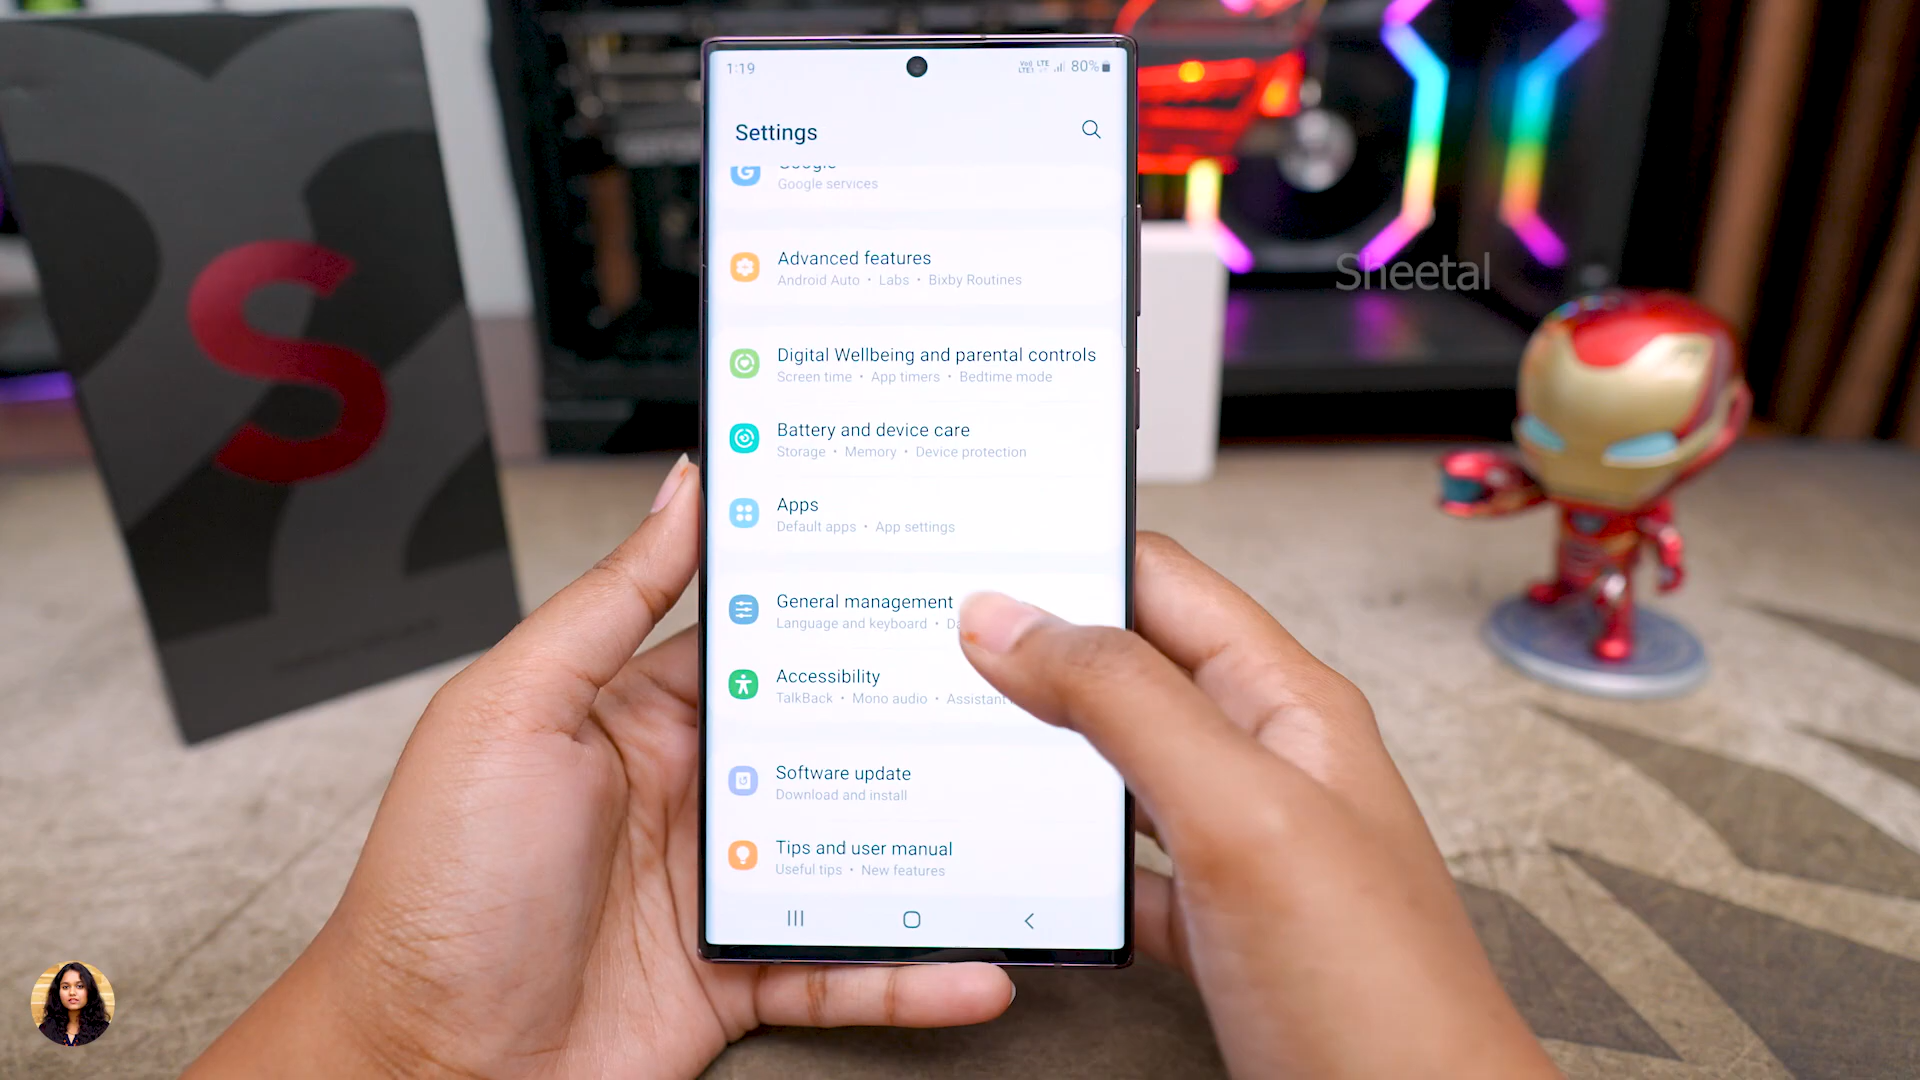 1:19
80%
Settings
Google
Google services
Advanced features
Android Auto • Labs • Bixby Routines
Digital Wellbeing and parental controls
Screen time • App timers • Bedtime mode
Battery and device care
Storage • Memory • Device protection
Apps
Default apps • App settings
General management
Language and keyboard •
Accessibility
TalkBack • Mono audio • Assistant
Software update
Download and install
Tips and user manual
Useful tips • New features
S
Sheetal